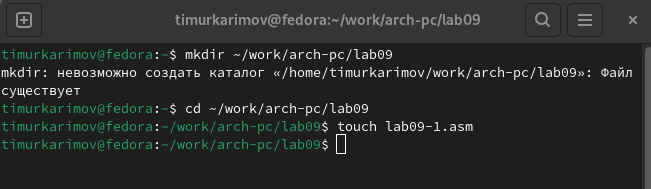 timurkarimov@fedora:~/work/arch-pc/lab09
timurkarimov@fedora:~$ mkdir ~/work/arch-pc/lab09
mkdir: невозможно создать каталог «/home/timurkarimov/work/arch-pc/lab09»: Файл
существует
timurkarimov@fedora:~$ cd ~/work/arch-pc/lab09
timurkarimov@fedora:~/work/arch-pc/lab09$ touch lab09-1.asm
timurkarimov@fedora:~/work/arch-pc/lab09$